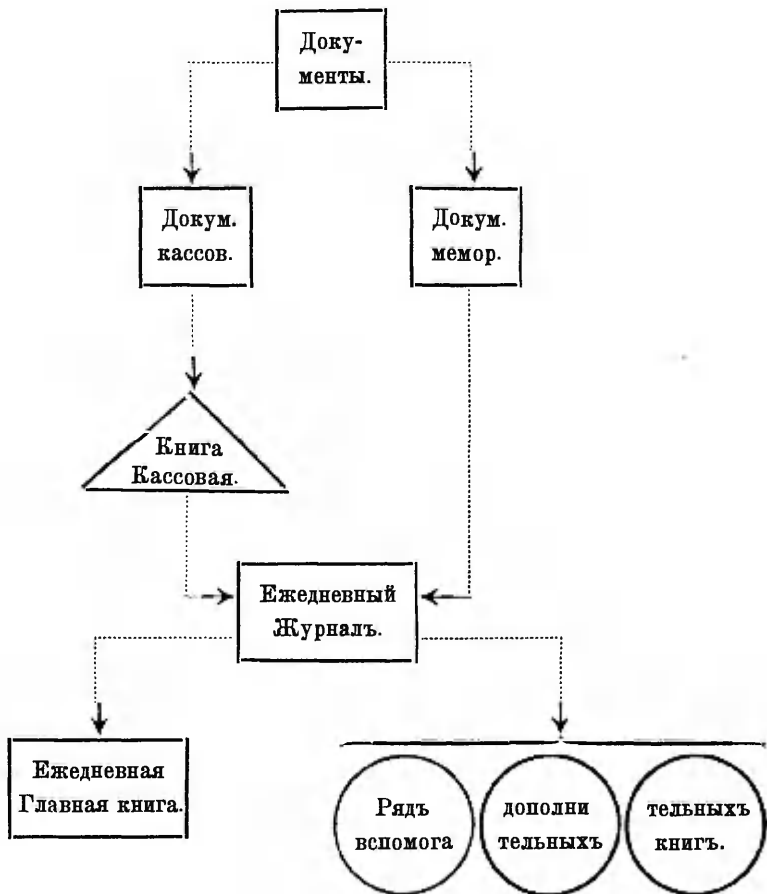 Доку-
менты.
Докум.
кассов.
Докум.
мемор.
Книга
Кассовая.
Ежедневный
Журналъ.
Ежедневная
Главная книга.
Рядъ
вспомога
дополни
тельныхъ
тельныхъ
книгъ.